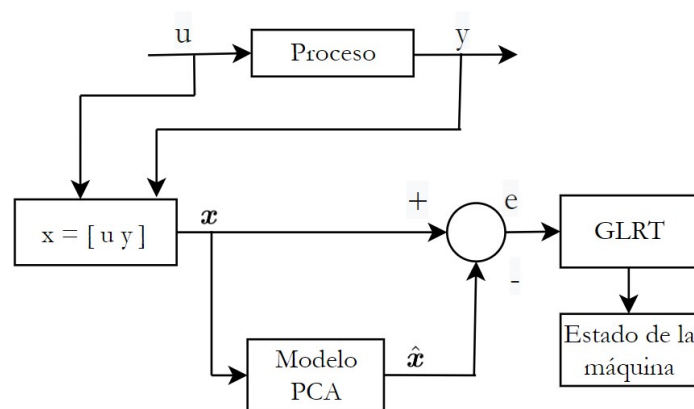 u
Proceso
y
x = [ u y ]
x
+
e
-
GLRT
Modelo
PCA
x̂
Estado de la
máquina